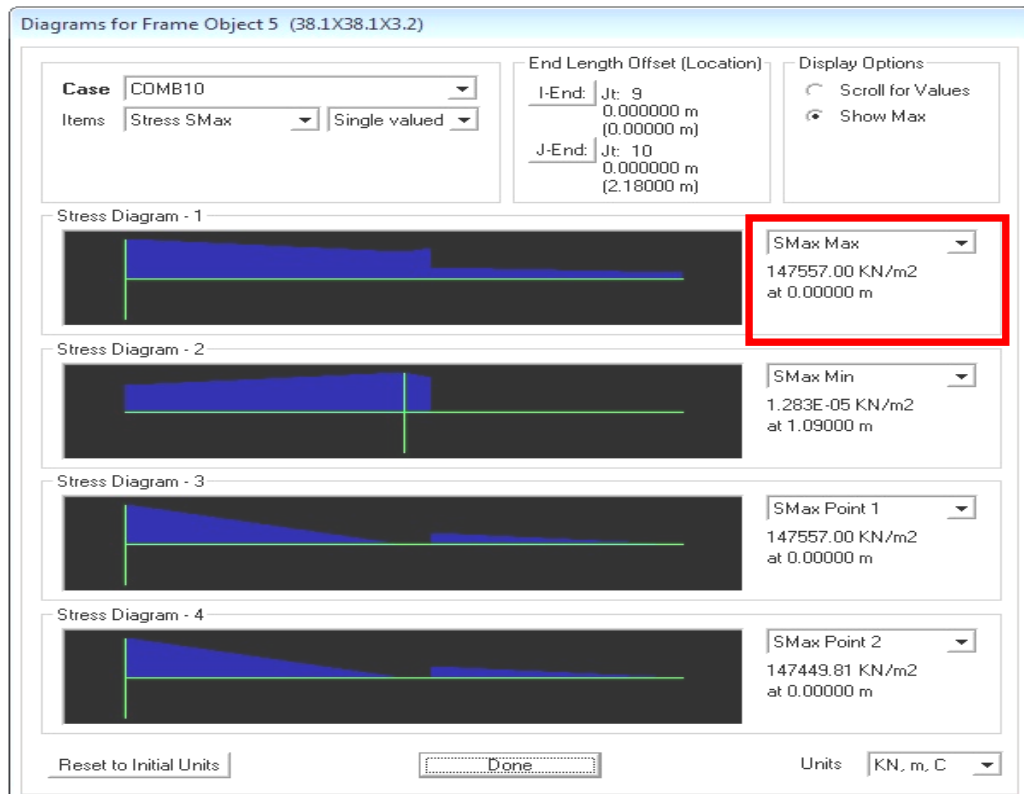 Diagrams for Frame Object 5 (38.1X38.1X3.2)
Case COMB10
Items Stress SMax Single valued
End Length Offset (Location)
I-End: Jt: 9
0.000000 m
(0.00000 m)
J-End: Jt: 10
0.000000 m
(2.18000 m)
Display Options
Scroll for Values
Show Max
Stress Diagram - 1
SMax Max
147557.00 KN/m2
at 0.00000 m
Stress Diagram - 2
SMax Min
1.283E-05 KN/m2
at 1.09000 m
Stress Diagram - 3
SMax Point 1
147557.00 KN/m2
at 0.00000 m
Stress Diagram - 4
SMax Point 2
147449.81 KN/m2
at 0.00000 m
Reset to Initial Units
Done
Units KN, m, C